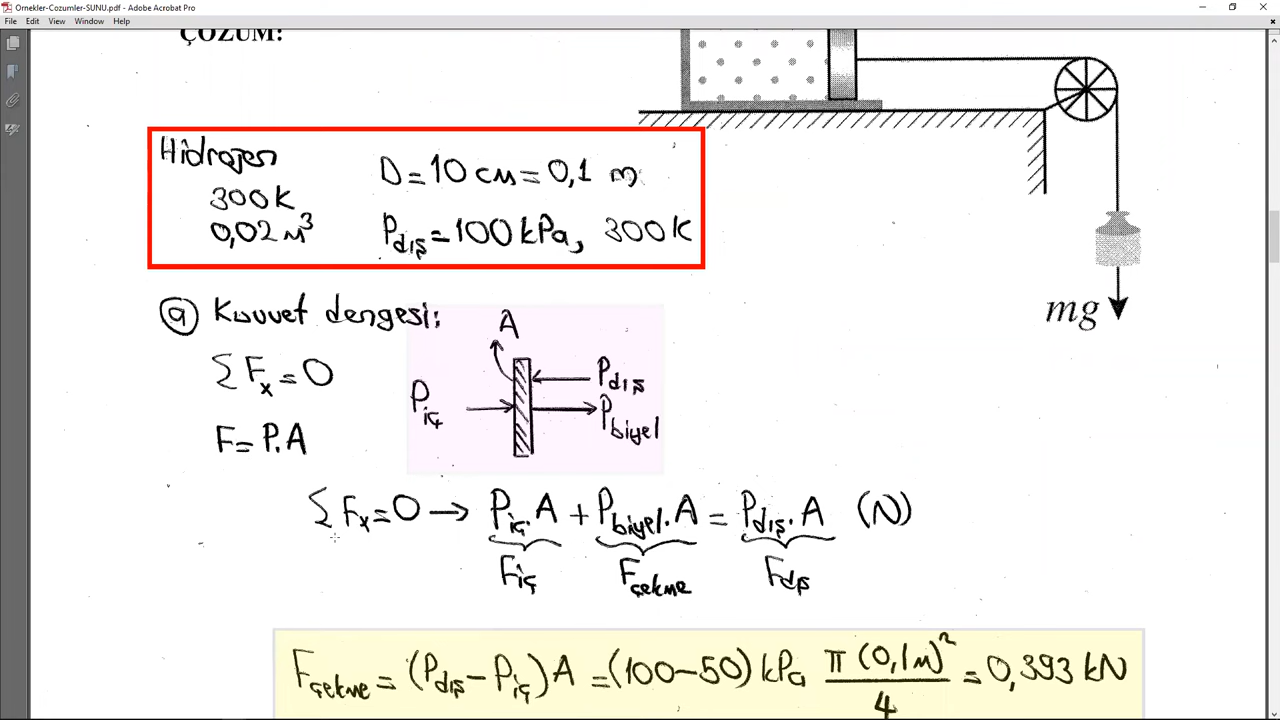 Ornekler-Cozumler-SUNU.pdf - Adobe Acrobat Pro
File Edit View Window Help
ÇÖZÜM:
Hidrojen
300K
0,02 m³
D = 10 cm = 0,1 m
Pdış = 100 kPa, 300 K
mg
a Kuvvet dengesi:
ΣFx = 0
F = P.A
A
Piç
Pdış
Pbiyel
ΣFx = 0 → Piç.A + Pbiyel.A = Pdış.A (N)
Fiç Fçekme Fdış
Fçekme = (Pdış - Piç)A = (100-50) kPa π(0,1m)²/4 = 0,393 kN